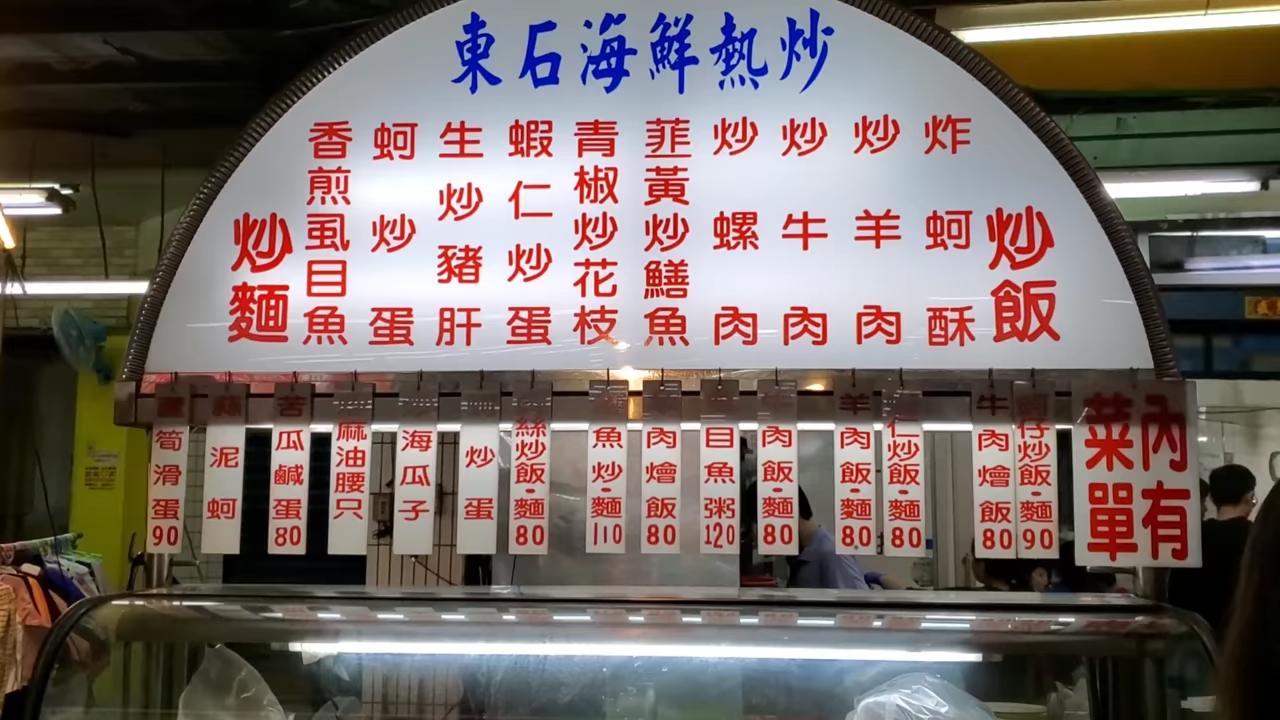 東石海鮮熱炒
炒麵
香煎虱目魚
蚵炒蛋
生炒豬肝
蝦仁炒蛋
青椒炒花枝
韮黃炒鱔魚
炒螺肉
炒牛肉
炒羊肉
炸蚵酥
炒飯
筍滑蛋90
蒜泥蚵
苦瓜鹹蛋80
麻油腰只
海瓜子
炒蛋
絲炒飯・麵80
魚炒・麵110
肉燴飯80
目魚粥120
肉飯・麵80
羊肉飯・麵80
仁炒飯・麵80
牛肉燴飯80
仔炒飯・麵90
內有菜單